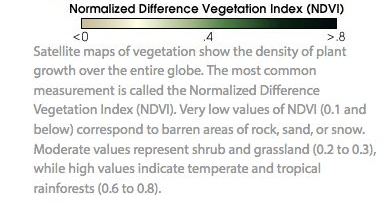 Normalized Difference Vegetation Index (NDVI)
<0 .4 >.8
Satellite maps of vegetation show the density of plant
growth over the entire globe. The most common
measurement is called the Normalized Difference
Vegetation Index (NDVI). Very low values of NDVI (0.1 and
below) correspond to barren areas of rock, sand, or snow.
Moderate values represent shrub and grassland (0.2 to 0.3),
while high values indicate temperate and tropical
rainforests (0.6 to 0.8).